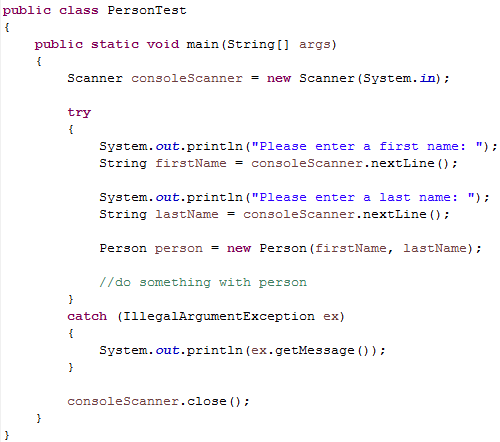 public class PersonTest
{
    public static void main(String[] args)
    {
        Scanner consoleScanner = new Scanner(System.in);

        try
        {
            System.out.println("Please enter a first name: ");
            String firstName = consoleScanner.nextLine();

            System.out.println("Please enter a last name: ");
            String lastName = consoleScanner.nextLine();

            Person person = new Person(firstName, lastName);

            //do something with person
        }
        catch (IllegalArgumentException ex)
        {
            System.out.println(ex.getMessage());
        }

        consoleScanner.close();
    }
}